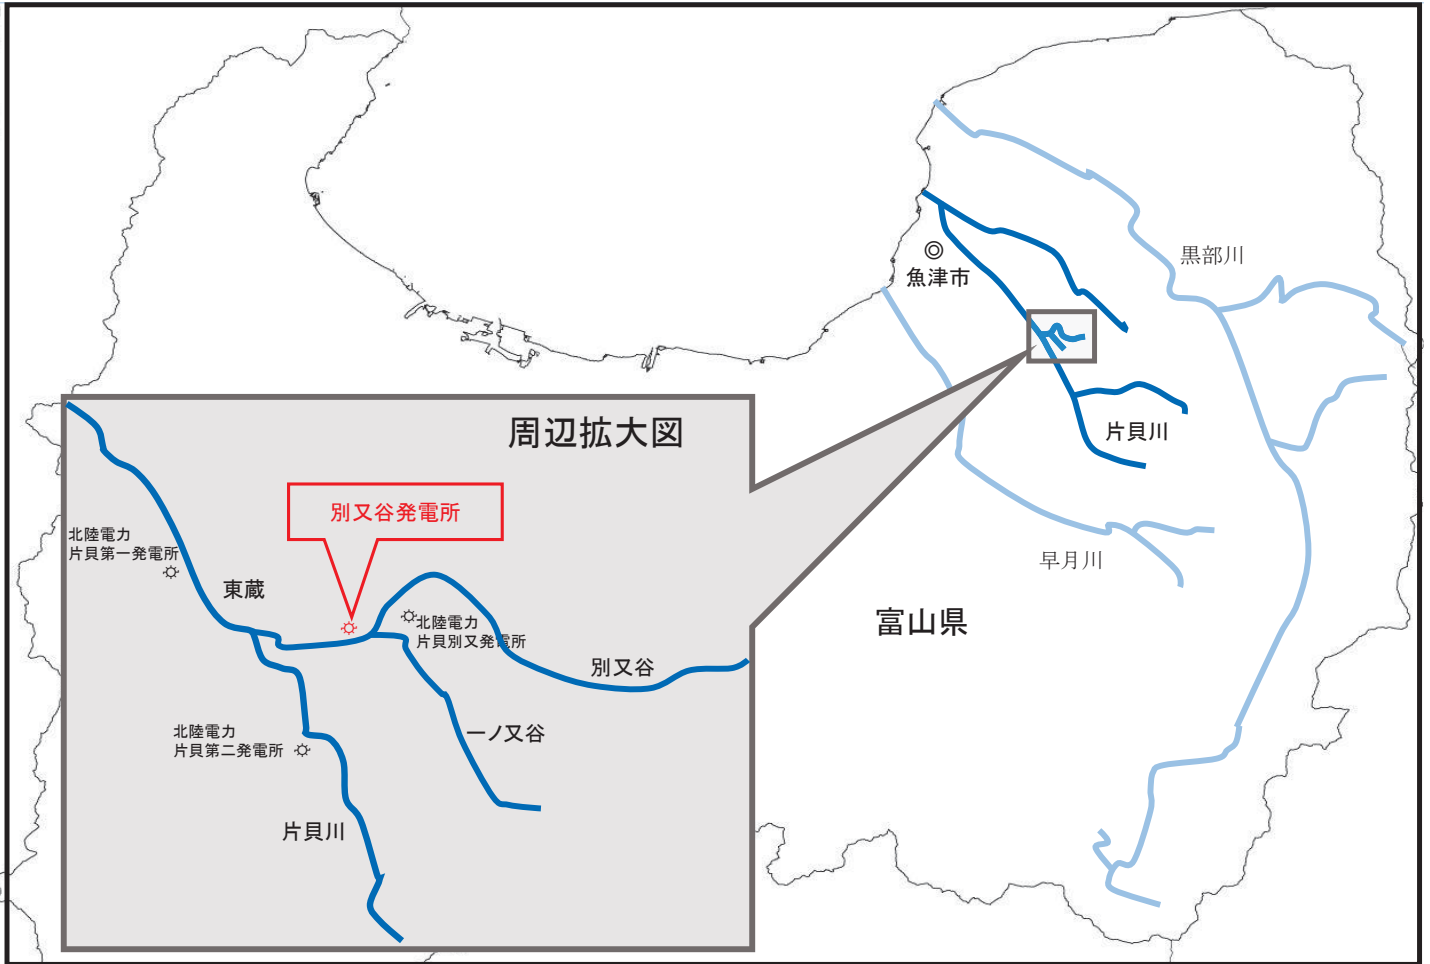 黒部川
魚津市
片貝川
早月川
富山県
周辺拡大図
別又谷発電所
北陸電力
片貝第一発電所
東蔵
北陸電力
片貝別又発電所
別又谷
一ノ又谷
北陸電力
片貝第二発電所
片貝川